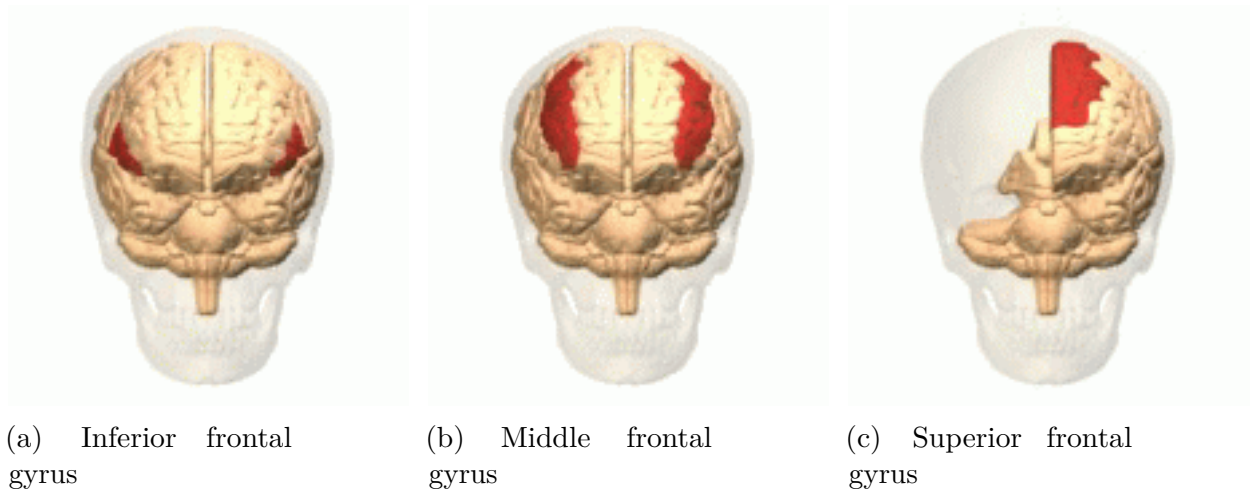 (a) Inferior frontal
gyrus
(b) Middle frontal
gyrus
(c) Superior frontal
gyrus